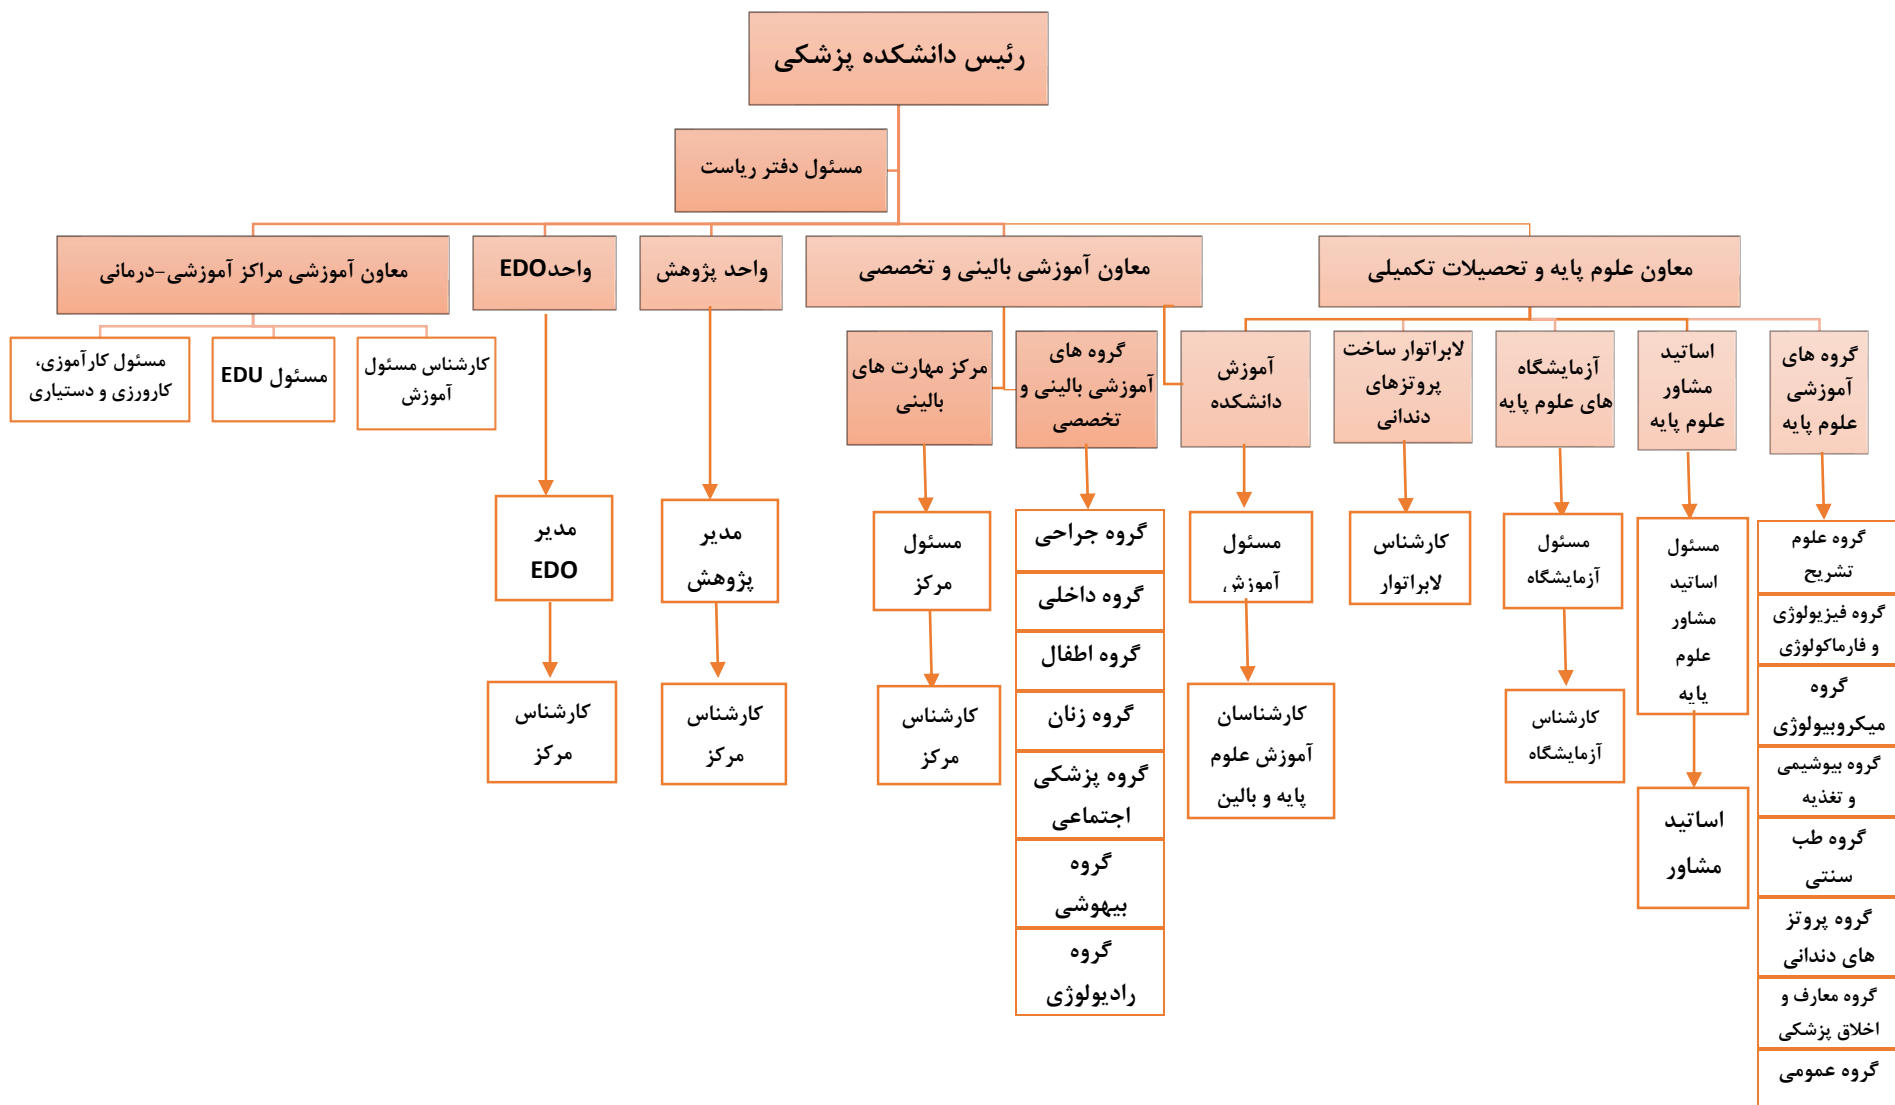 رئیس دانشکده پزشکی
مسئول دفتر ریاست
معاون علوم پایه و تحصیلات تکمیلی
معاون آموزشی بالینی و تخصصی
واحد پژوهش
واحدEDO
معاون آموزشی مراکز آموزشی-درمانی
گروه های
آموزشی
علوم پایه
اساتید
مشاور
علوم پایه
آزمایشگاه
های علوم پایه
لابراتوار ساخت
پروتزهای
دندانی
آموزش
دانشکده
گروه های
آموزشی بالینی و
تخصصی
مرکز مهارت های
بالینی
کارشناس مسئول
آموزش
مسئول EDU
مسئول کارآموزی،
کارورزی و دستیاری
گروه علوم
تشریح
گروه فیزیولوژی
و فارماکولوژی
گروه
میکروبیولوژی
گروه بیوشیمی
و تغذیه
گروه طب
سنتی
گروه پروتز
های دندانی
گروه معارف و
اخلاق پزشکی
گروه عمومی
مسئول
اساتید
مشاور
علوم
پایه
اساتید
مشاور
مسئول
آزمایشگاه
کارشناس
آزمایشگاه
کارشناس
لابراتوار
مسئول
آموزش
کارشناسان
آموزش علوم
پایه و بالین
گروه جراحی
گروه داخلی
گروه اطفال
گروه زنان
گروه پزشکی
اجتماعی
گروه
بیهوشی
گروه
رادیولوژی
مسئول
مرکز
کارشناس
مرکز
مدیر
پژوهش
کارشناس
مرکز
مدیر
EDO
کارشناس
مرکز